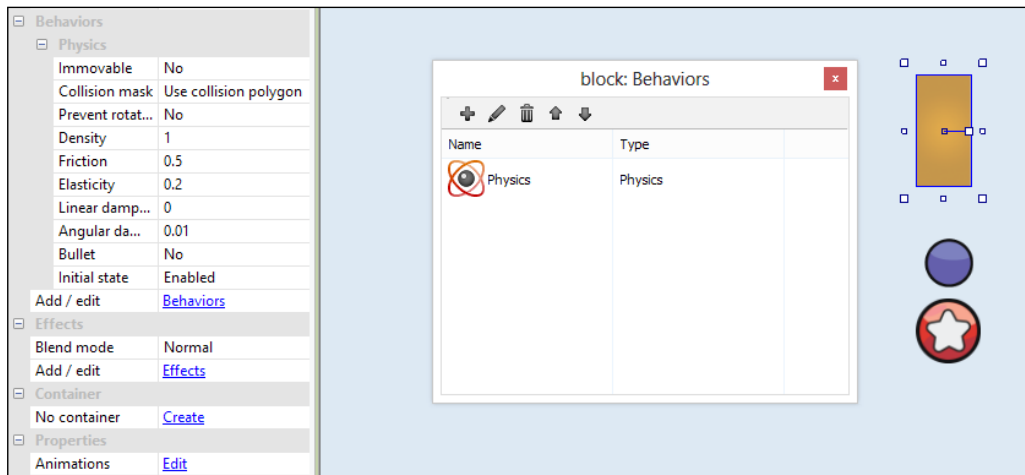 Behaviors
Physics
Immovable No
Collision mask Use collision polygon
Prevent rotat... No
Density 1
Friction 0.5
Elasticity 0.2
Linear damp... 0
Angular da... 0.01
Bullet No
Initial state Enabled
Add / edit Behaviors
Effects
Blend mode Normal
Add / edit Effects
Container
No container Create
Properties
Animations Edit
block: Behaviors
x
Name Type
Physics Physics